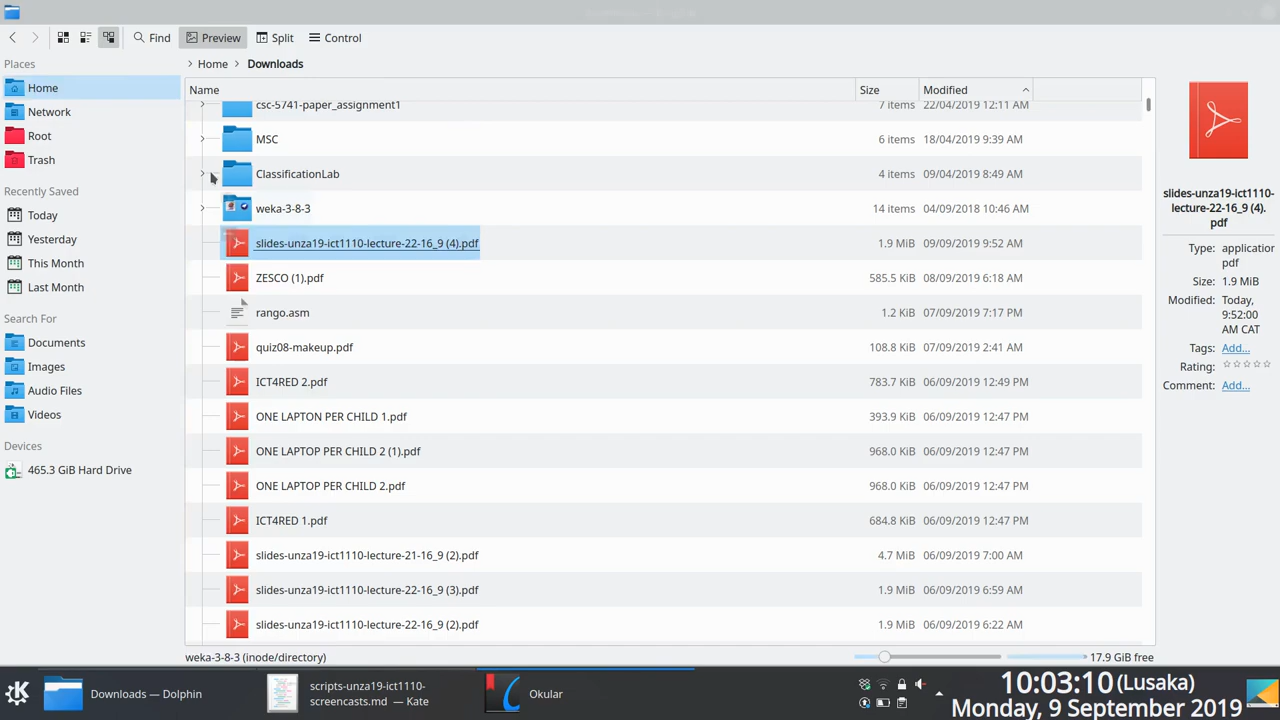 Find
Preview
Split
Control
Places
Home
Network
Root
Trash
Recently Saved
Today
Yesterday
This Month
Last Month
Search For
Documents
Images
Audio Files
Videos
Devices
465.3 GiB Hard Drive
Home
Downloads
Name Size Modified
csc-5741-paper_assignment1 7 items 22/04/2019 12:11 AM
MSC 6 items 18/04/2019 9:39 AM
ClassificationLab 4 items 09/04/2019 8:49 AM
weka-3-8-3 14 items 04/09/2018 10:46 AM
slides-unza19-ict1110-lecture-22-16_9 (4).pdf 1.9 MiB 09/09/2019 9:52 AM
ZESCO (1).pdf 585.5 KiB 08/09/2019 6:18 AM
rango.asm 1.2 KiB 07/09/2019 7:17 PM
quiz08-makeup.pdf 108.8 KiB 07/09/2019 2:41 AM
ICT4RED 2.pdf 783.7 KiB 06/09/2019 12:49 PM
ONE LAPTON PER CHILD 1.pdf 393.9 KiB 06/09/2019 12:47 PM
ONE LAPTOP PER CHILD 2 (1).pdf 968.0 KiB 06/09/2019 12:47 PM
ONE LAPTOP PER CHILD 2.pdf 968.0 KiB 06/09/2019 12:47 PM
ICT4RED 1.pdf 684.8 KiB 06/09/2019 12:47 PM
slides-unza19-ict1110-lecture-21-16_9 (2).pdf 4.7 MiB 06/09/2019 7:00 AM
slides-unza19-ict1110-lecture-22-16_9 (3).pdf 1.9 MiB 06/09/2019 6:59 AM
slides-unza19-ict1110-lecture-22-16_9 (2).pdf 1.9 MiB 06/09/2019 6:22 AM
weka-3-8-3 (inode/directory)
17.9 GiB free
slides-unza19-ict1110-
lecture-22-16_9 (4).
pdf
Type: application
pdf
Size: 1.9 MiB
Modified: Today,
9:52:00
AM CAT
Tags: Add...
Rating:
Comment: Add...
Downloads — Dolphin
scripts-unza19-ict1110-
screencasts.md — Kate
Okular
10:03:10 (Lusaka)
Monday, 9 September 2019